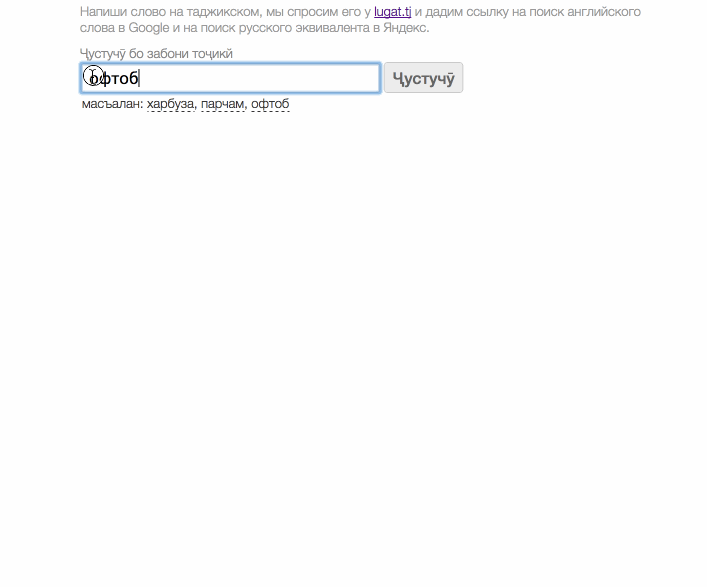 Напиши слово на таджикском, мы спросим его у lugat.tj и дадим ссылку на поиск английского
слова в Google и на поиск русского эквивалента в Яндекс.
Ҷустуҷӯ бо забони тоҷикӣ
офтоб
Ҷустуҷӯ
масъалан: харбуза, парчам, офтоб